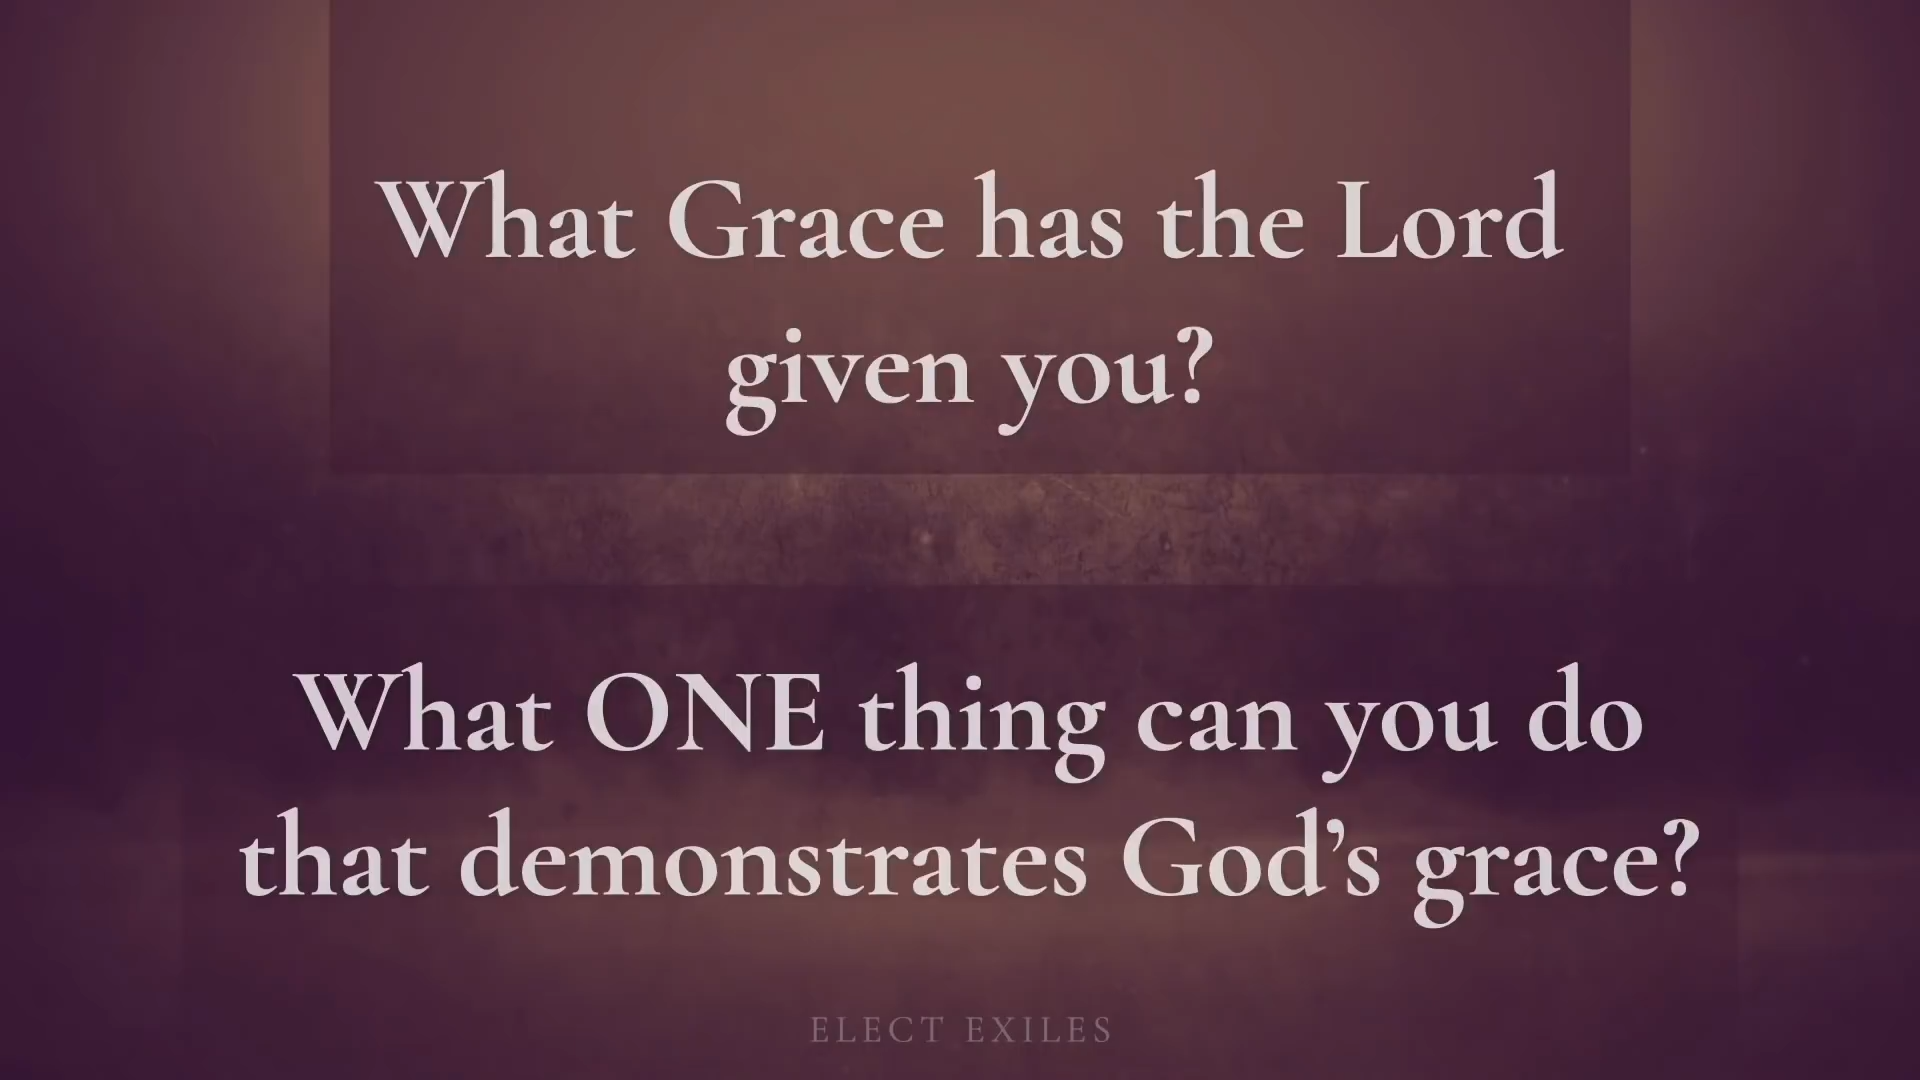 What Grace has the Lord
given you?
What ONE thing can you do
that demonstrates God’s grace?
ELECT EXILES